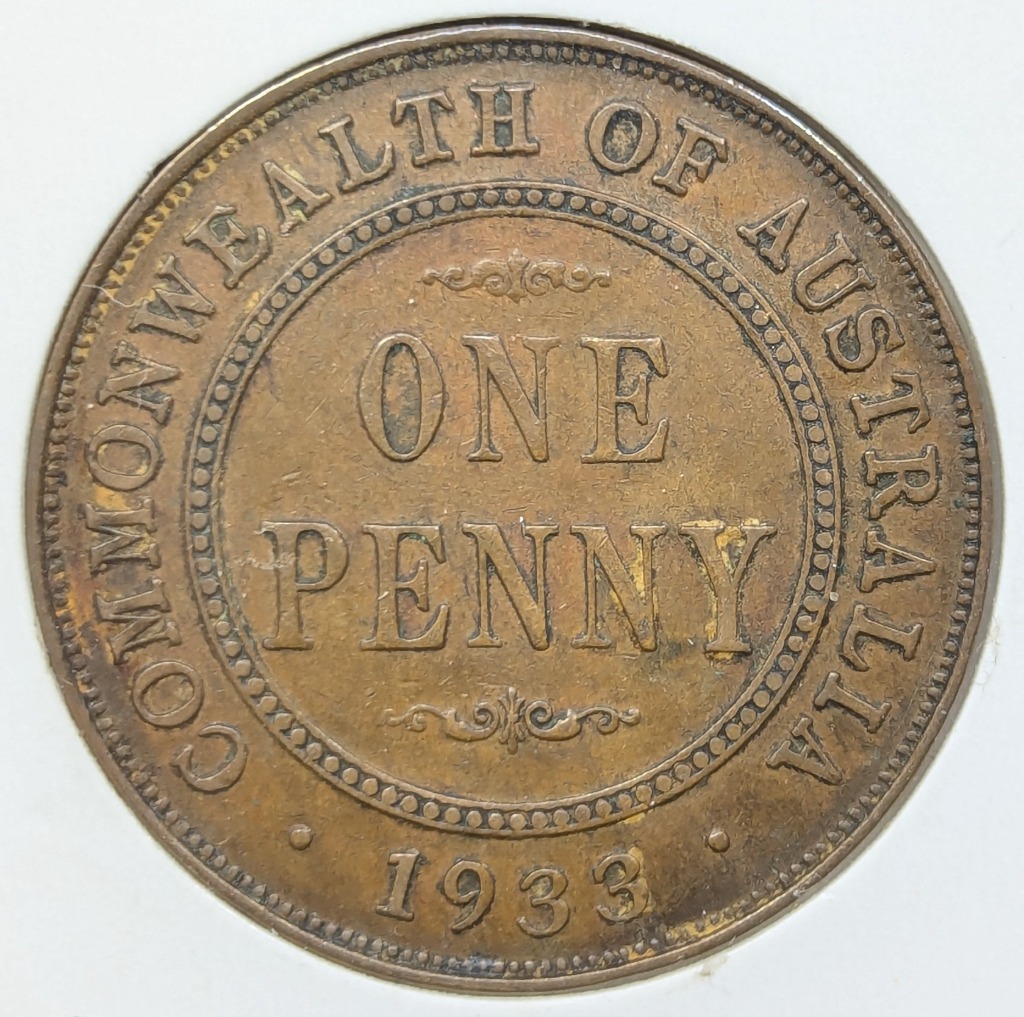 COMMONWEALTH OF AUSTRALIA
ONE
PENNY
· 1933 ·